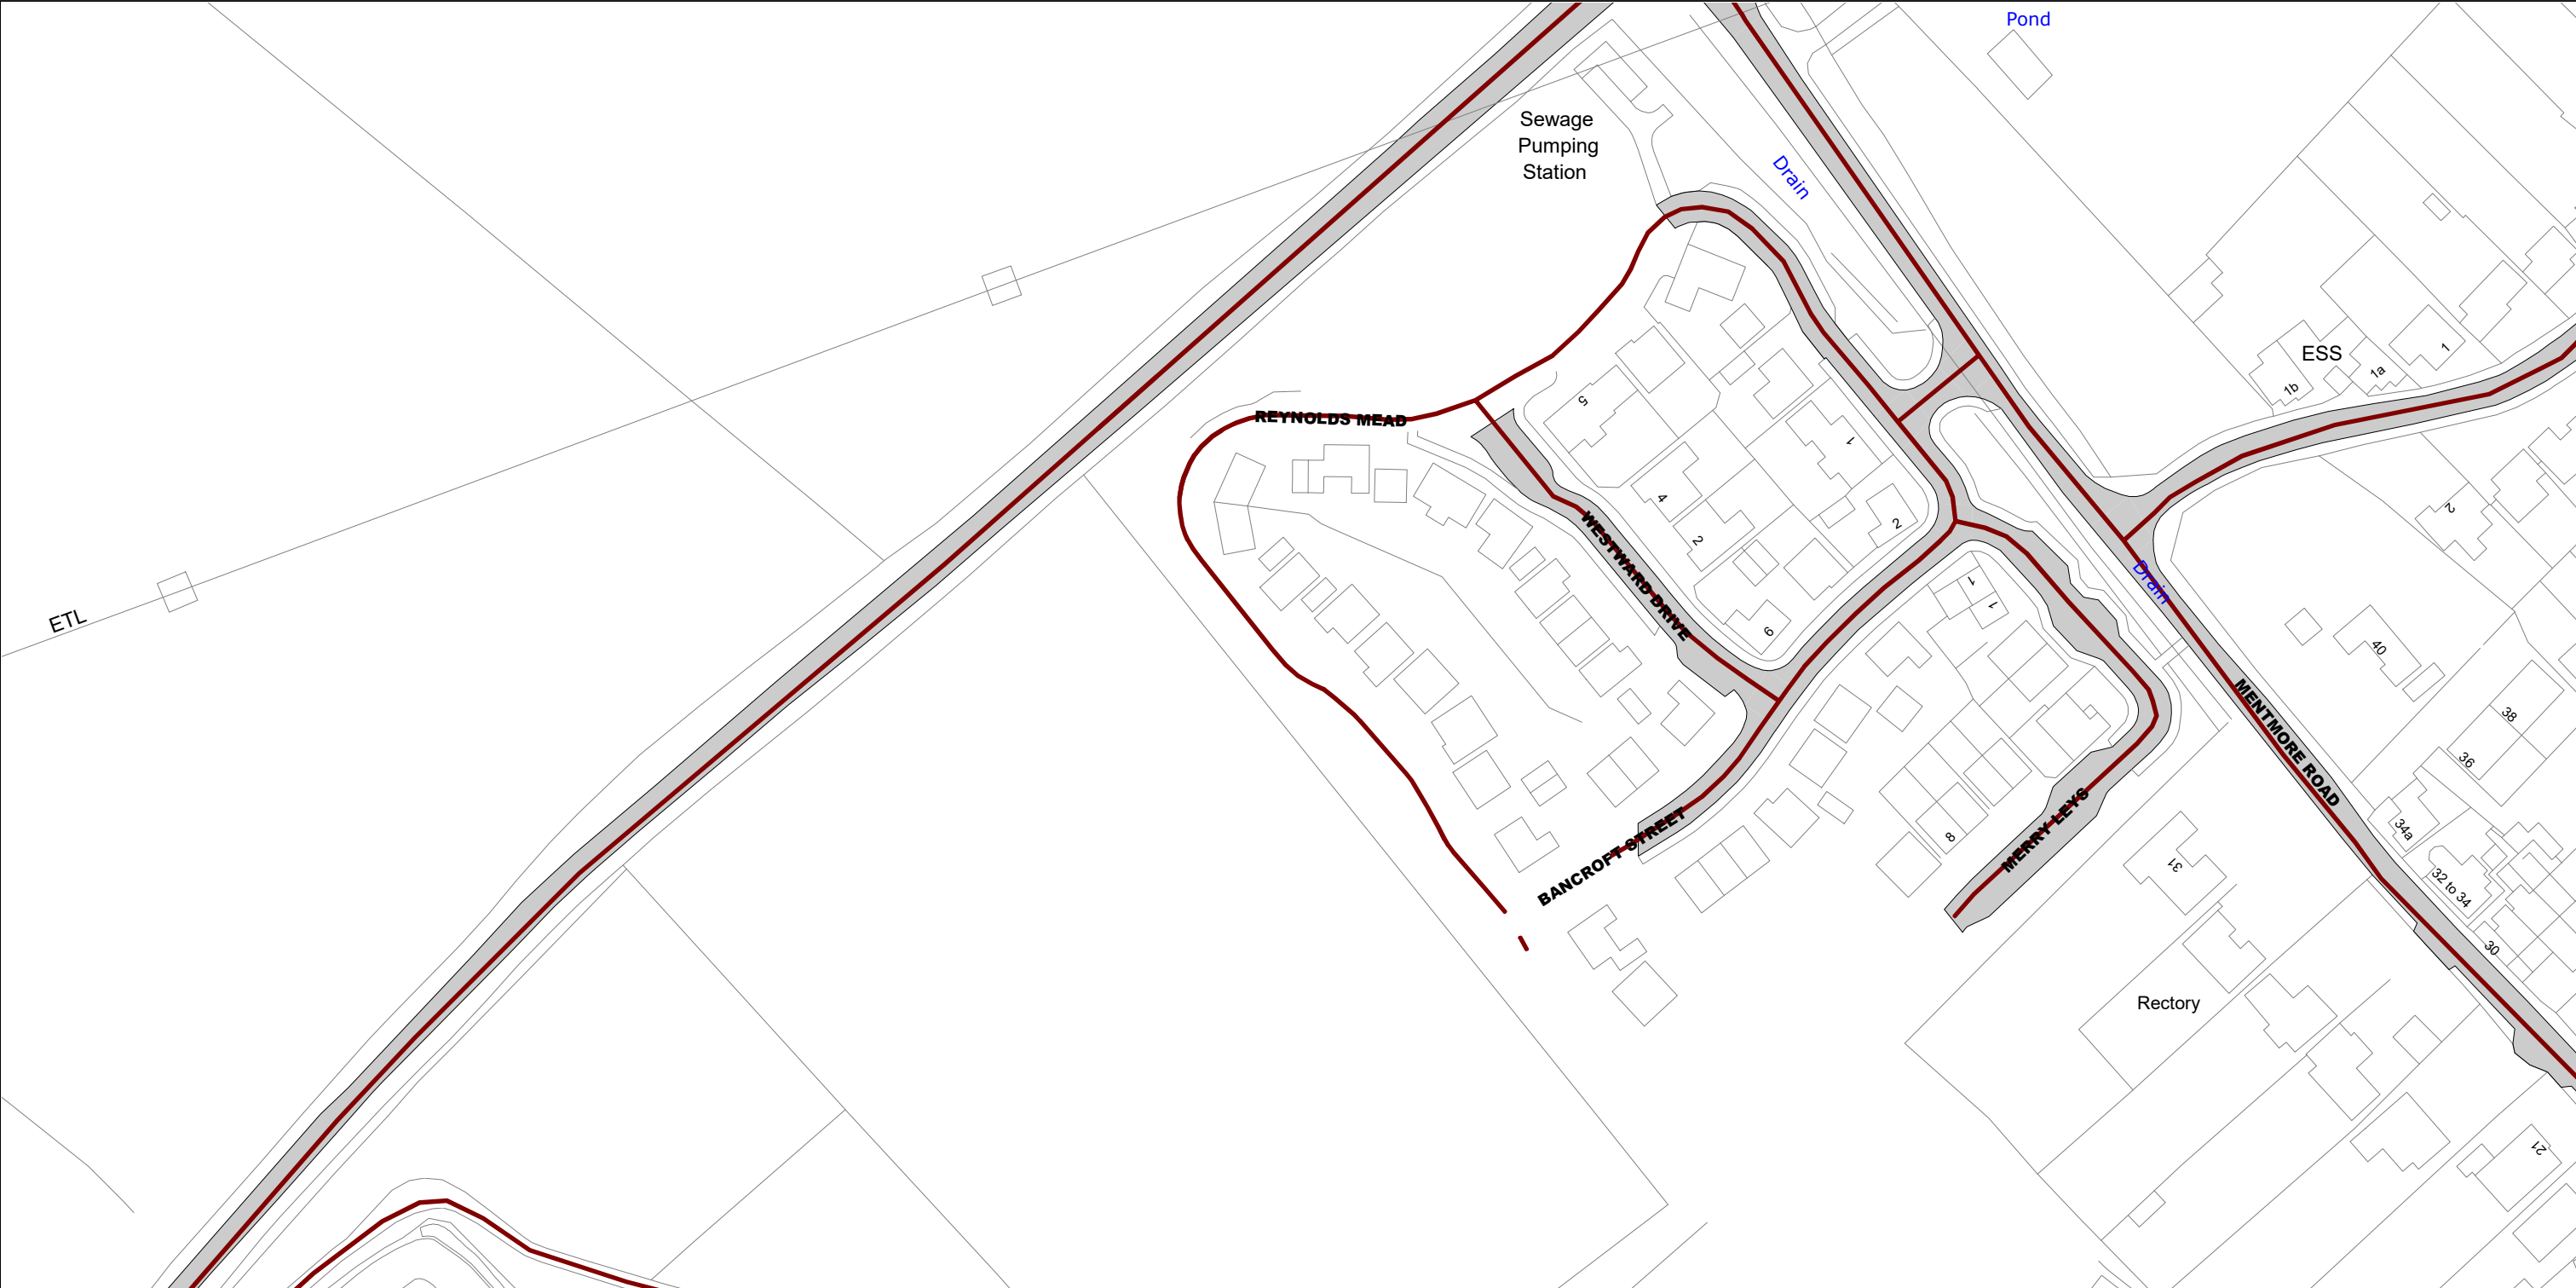 Pond
Sewage
Pumping
Station
Drain
ESS
1b
1a
1
REYNOLDS MEAD
5
1
4
2
2
2
WESTWARD DRIVE
6
1
1
Drain
ETL
40
38
36
MENTMORE ROAD
34a
32 to 34
30
BANCROFT STREET
8
MERRY LEYS
31
Rectory
21